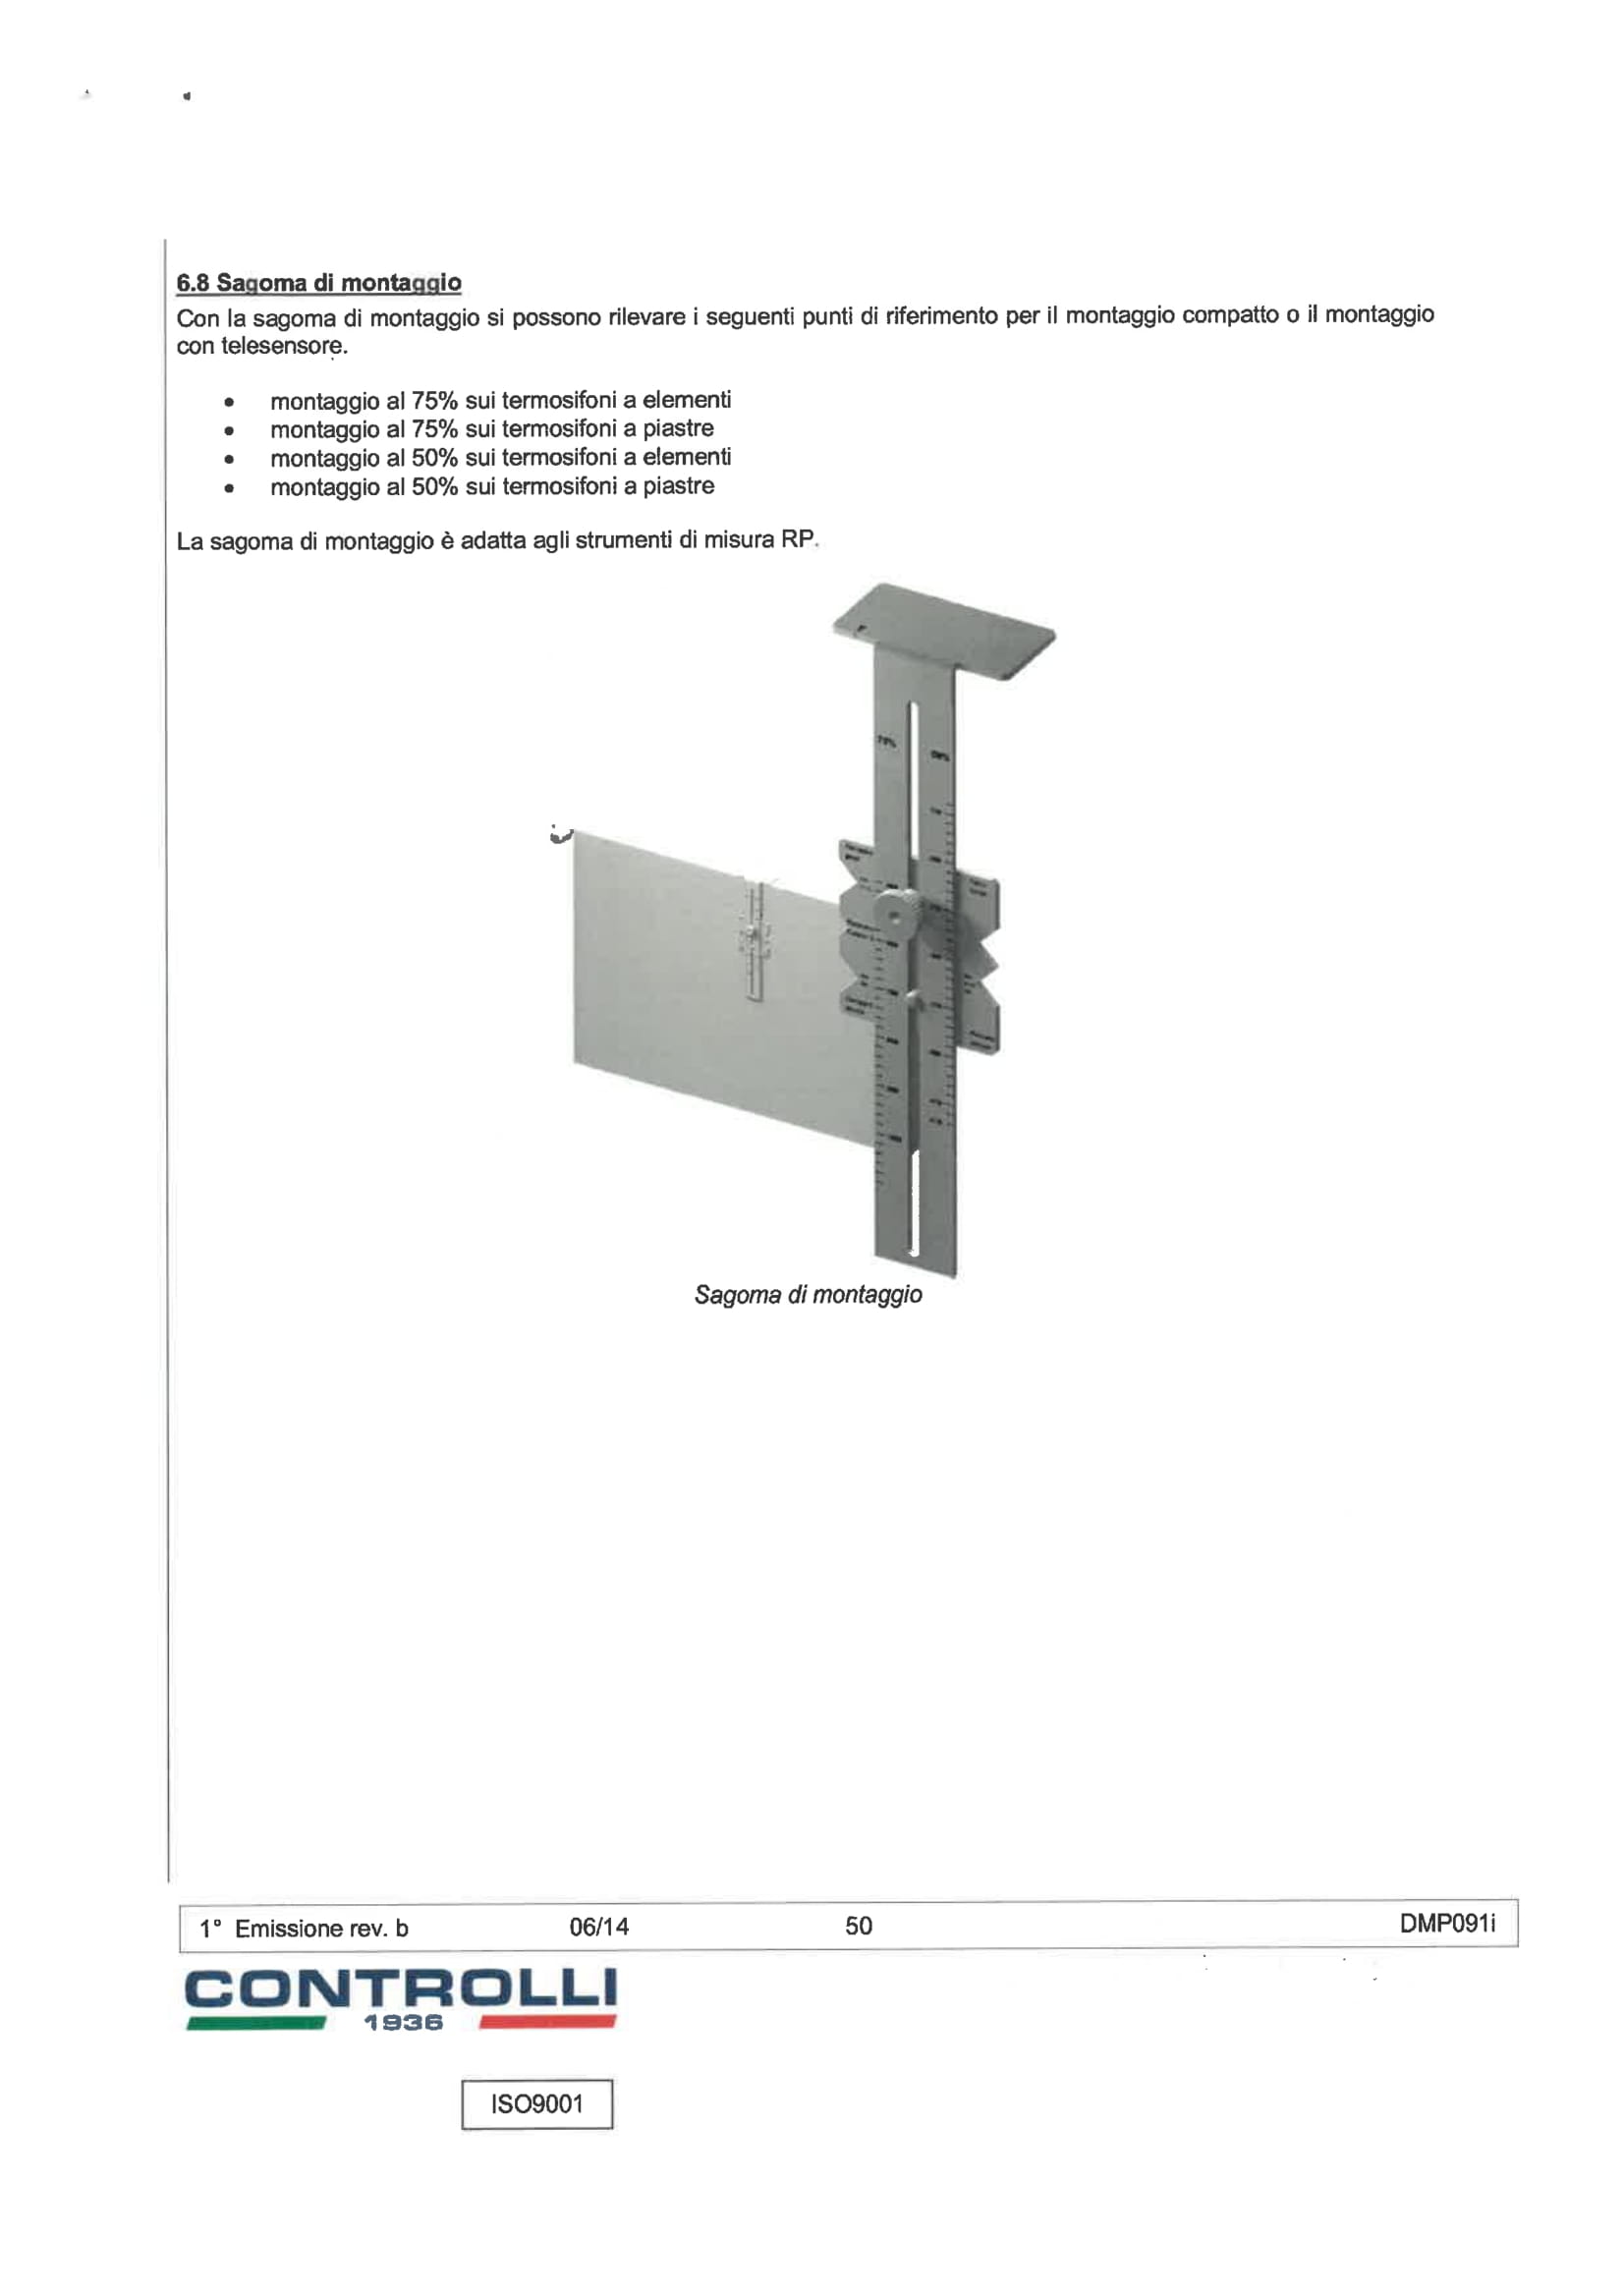 6.8 Sagoma di montaggio
Con la sagoma di montaggio si possono rilevare i seguenti punti di riferimento per il montaggio compatto o il montaggio
con telesensore.
• montaggio al 75% sui termosifoni a elementi
• montaggio al 75% sui termosifoni a piastre
• montaggio al 50% sui termosifoni a elementi
• montaggio al 50% sui termosifoni a piastre
La sagoma di montaggio è adatta agli strumenti di misura RP.
Sagoma di montaggio
1° Emissione rev. b 06/14 50 DMP091i
CONTROLLI
1936
ISO9001